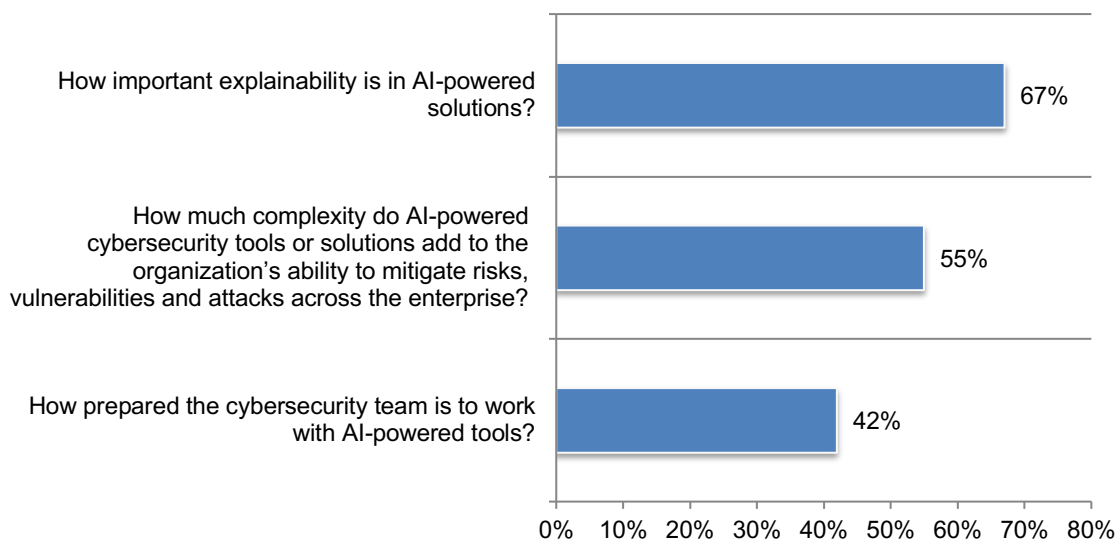 How important explainability is in AI-powered
solutions?
67%
How much complexity do AI-powered
cybersecurity tools or solutions add to the
organization’s ability to mitigate risks,
vulnerabilities and attacks across the enterprise?
55%
How prepared the cybersecurity team is to work
with AI-powered tools?
42%
0% 10% 20% 30% 40% 50% 60% 70% 80%